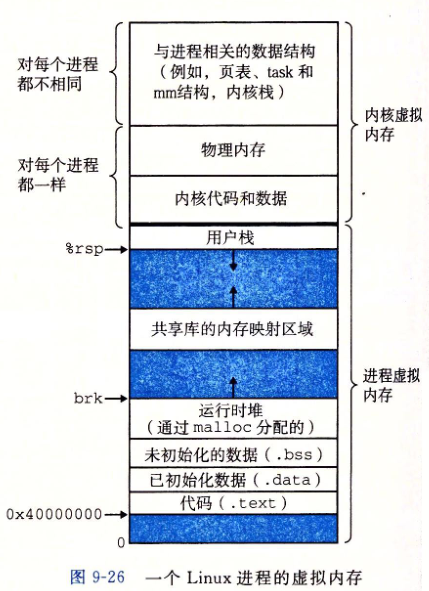 与进程相关的数据结构
（例如，页表、task 和
mm结构，内核栈）
对每个进程
都不相同
内核虚拟
内存
物理内存
对每个进程
都一样
内核代码和数据
用户栈
%rsp
共享库的内存映射区域
进程虚拟
内存
brk
运行时堆
（通过 malloc 分配的）
未初始化的数据（.bss）
已初始化数据（.data）
代码（.text）
0x40000000
0
图 9-26 一个 Linux 进程的虚拟内存